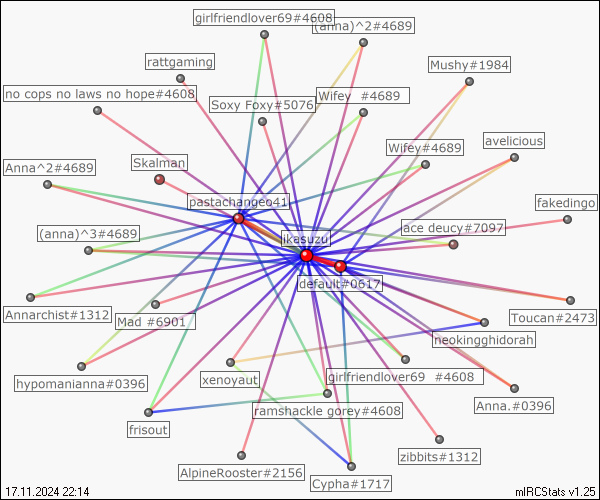 girlfriendlover69#4608
(anna)^2#4689
rattgaming
Mushy#1984
no cops no laws no hope#4608
Soxy Foxy#5076
Wifey #4689
avelicious
Wifey#4689
Skalman
Anna^2#4689
pastachangeo41
fakedingo
ace deucy#7097
(anna)^3#4689
ikasuzu
default#0617
Annarchist#1312
Mad #6901
Toucan#2473
neokingghidorah
hypomanianna#0396
xenoyaut
girlfriendlover69 #4608
ramshackle gorey#4608
Anna.#0396
frisout
zibbits#1312
AlpineRooster#2156
Cypha#1717
17.11.2024 22:14
mIRCStats v1.25